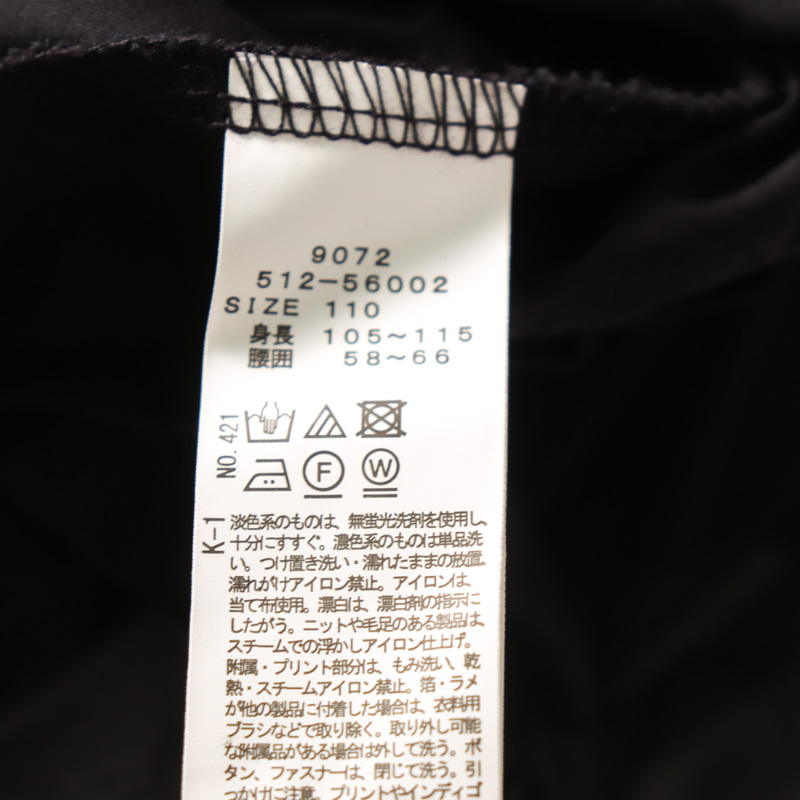 9072
512-56002
SIZE 110
身長 105～115
腰囲 58～66
NO.421
F W
K-1
淡色系のものは、無蛍光洗剤を使用し、
十分にすすぐ。濃色系のものは単品洗
い。つけ置き洗い・濡れたままの放置、
濡れがけアイロン禁止。アイロンは、
当て布使用。漂白は、漂白剤の指示に
したがう。ニットや毛足のある製品は、
スチームでの浮かしアイロン仕上げ。
附属・プリント部分は、もみ洗い、乾
熱・スチームアイロン禁止。箔・ラメ
が他の製品に付着した場合は、衣料用
ブラシなどで取り除く。取り外し可能
な附属品がある場合は外して洗う。ボ
タン、ファスナーは、閉じて洗う。引
っかけに注意。プリントやインディゴ